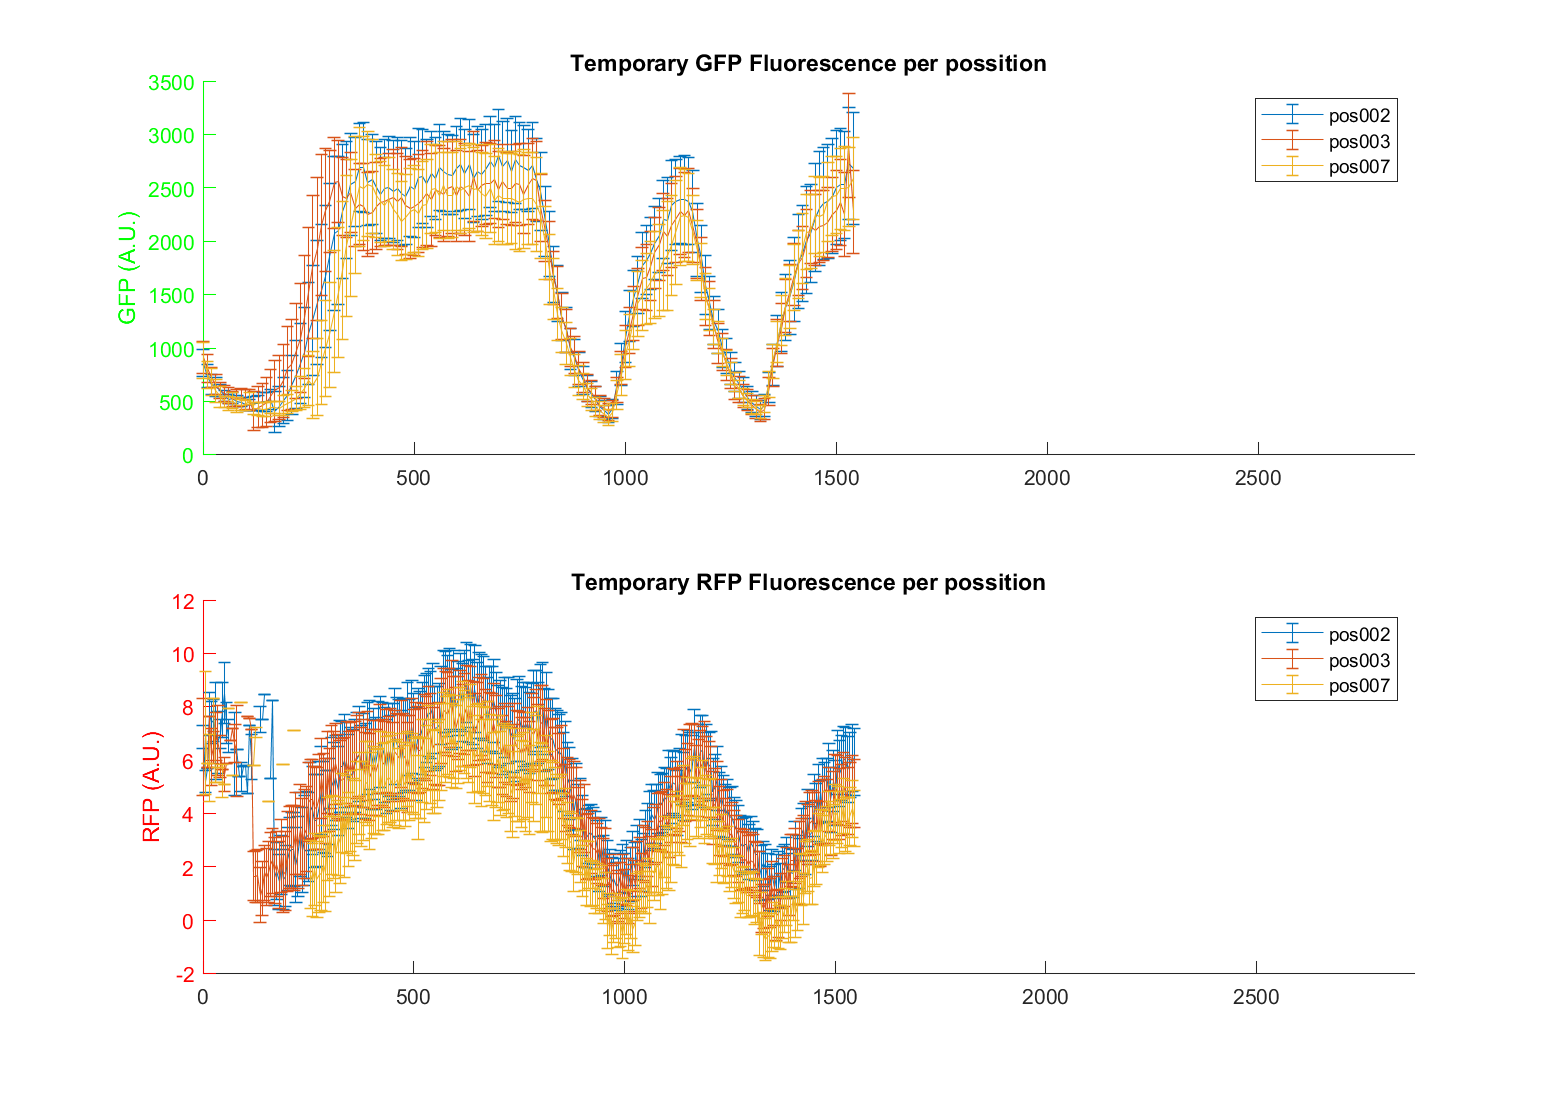 Temporary GFP Fluorescence per possition
GFP (A.U.)
3500
3000
2500
2000
1500
1000
500
0
0 500 1000 1500 2000 2500
pos002
pos003
pos007
Temporary RFP Fluorescence per possition
RFP (A.U.)
12
10
8
6
4
2
0
-2
0 500 1000 1500 2000 2500
pos002
pos003
pos007